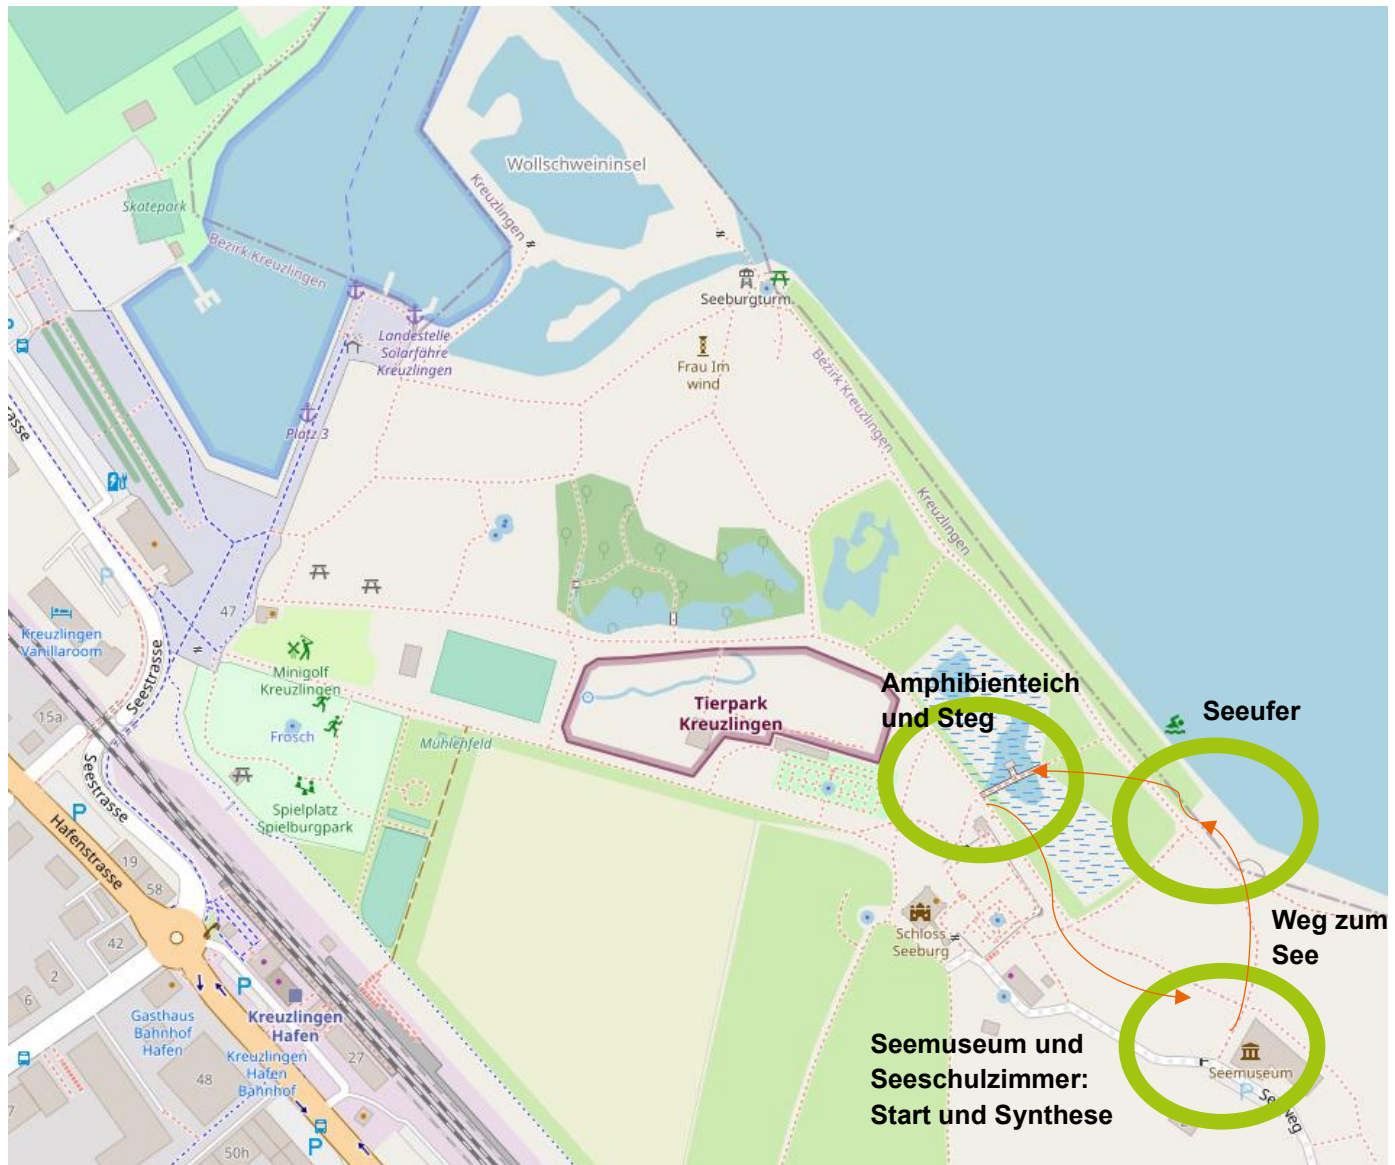 Wollschweininsel
Skatepark
Kreuzlingen
Bezirk Kreuzlingen
Seeburgturm
Landestelle
Solarfähre
Kreuzlingen
Frau Im
wind
Bezirk Kreuzlingen
Platz 3
Kreuzlingen
P
47
Kreuzlingen
Vanillaroom
Seestrasse
Minigolf
Kreuzlingen
Tierpark
Kreuzlingen
Amphibienteich
und Steg
Seeufer
15a
Frosch
Mühlenfeld
Seestrasse
P
Spielplatz
Spielburgpark
Hafenstrasse
19
58
42
Schloss
Seeburg
Weg zum
See
2
6
P
Gasthaus
Bahnhof
Hafen
Kreuzlingen
Hafen
Kreuzlingen
Hafen
Bahnhof
27
48
Seemuseum und
Seeschulzimmer:
Start und Synthese
Seemuseum
P
Seeweg
2
7
P
50h